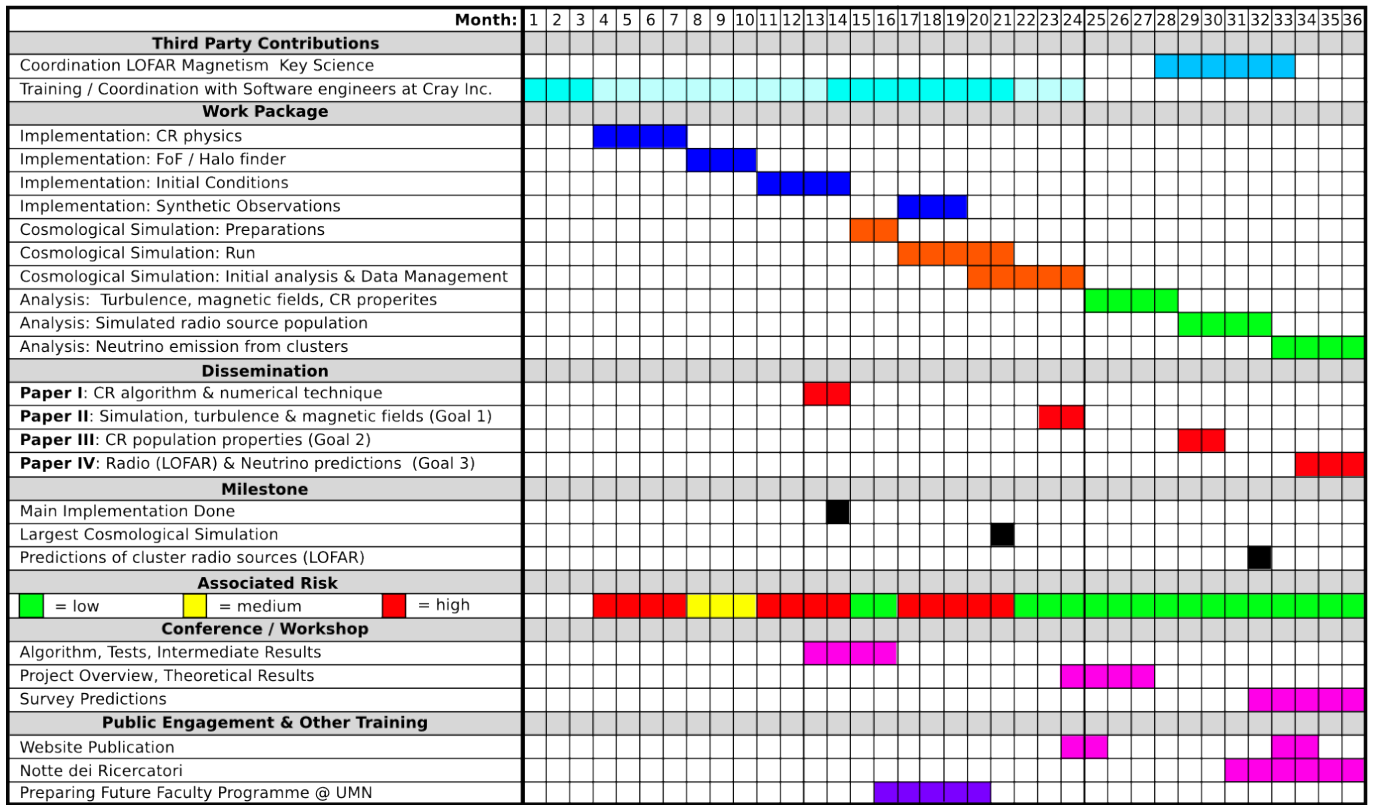 Month: 1 2 3 4 5 6 7 8 9 10 11 12 13 14 15 16 17 18 19 20 21 22 23 24 25 26 27 28 29 30 31 32 33 34 35 36
Third Party Contributions
Coordination LOFAR Magnetism Key Science
Training / Coordination with Software engineers at Cray Inc.
Work Package
Implementation: CR physics
Implementation: FoF / Halo finder
Implementation: Initial Conditions
Implementation: Synthetic Observations
Cosmological Simulation: Preparations
Cosmological Simulation: Run
Cosmological Simulation: Initial analysis & Data Management
Analysis: Turbulence, magnetic fields, CR properites
Analysis: Simulated radio source population
Analysis: Neutrino emission from clusters
Dissemination
Paper I: CR algorithm & numerical technique
Paper II: Simulation, turbulence & magnetic fields (Goal 1)
Paper III: CR population properties (Goal 2)
Paper IV: Radio (LOFAR) & Neutrino predictions (Goal 3)
Milestone
Main Implementation Done
Largest Cosmological Simulation
Predictions of cluster radio sources (LOFAR)
Associated Risk
= low = medium = high
Conference / Workshop
Algorithm, Tests, Intermediate Results
Project Overview, Theoretical Results
Survey Predictions
Public Engagement & Other Training
Website Publication
Notte dei Ricercatori
Preparing Future Faculty Programme @ UMN